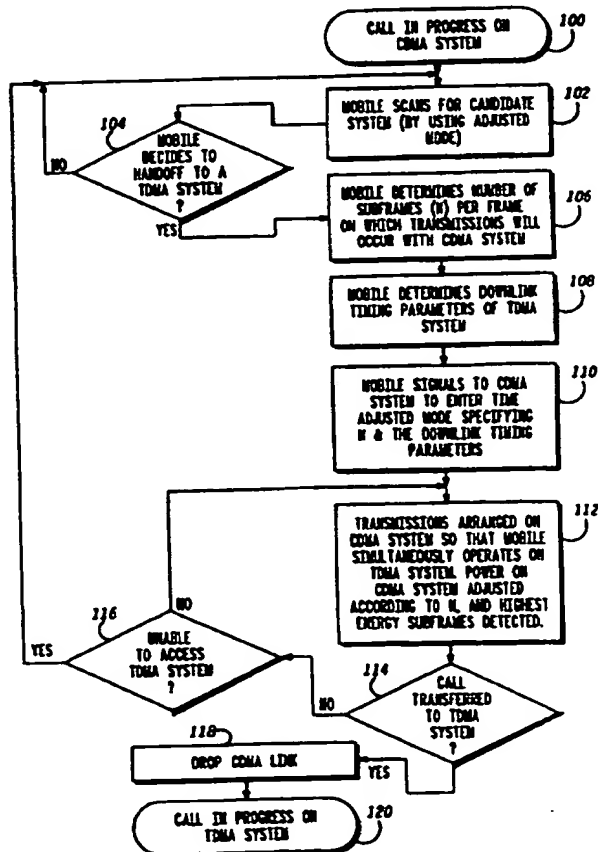 CALL IN PROGRESS ON
CDMA SYSTEM
100
MOBILE SCANS FOR CANDIDATE
SYSTEM (BY USING ADJUSTED
MODE)
102
104
MOBILE
DECIDES TO
HANDOFF TO A
TDMA SYSTEM
?
NO
YES
MOBILE DETERMINES NUMBER OF
SUBFRAMES (N) PER FRAME
ON WHICH TRANSMISSIONS WILL
OCCUR WITH CDMA SYSTEM
106
MOBILE DETERMINES DOWNLINK
TIMING PARAMETERS OF TDMA
SYSTEM
108
MOBILE SIGNALS TO CDMA
SYSTEM TO ENTER TIME
ADJUSTED MODE SPECIFYING
N & THE DOWNLINK TIMING
PARAMETERS
110
TRANSMISSIONS ARRANGED ON
CDMA SYSTEM SO THAT MOBILE
SIMULTANEOUSLY OPERATES ON
TDMA SYSTEM. POWER ON
CDMA SYSTEM ADJUSTED
ACCORDING TO N, AND HIGHEST
ENERGY SUBFRAMES DETECTED.
112
116
UNABLE
TO ACCESS
TDMA SYSTEM
?
NO
YES
114
CALL
TRANSFERRED
TO TDMA
SYSTEM
?
NO
YES
118
DROP CDMA LINK
CALL IN PROGRESS ON
TDMA SYSTEM
120